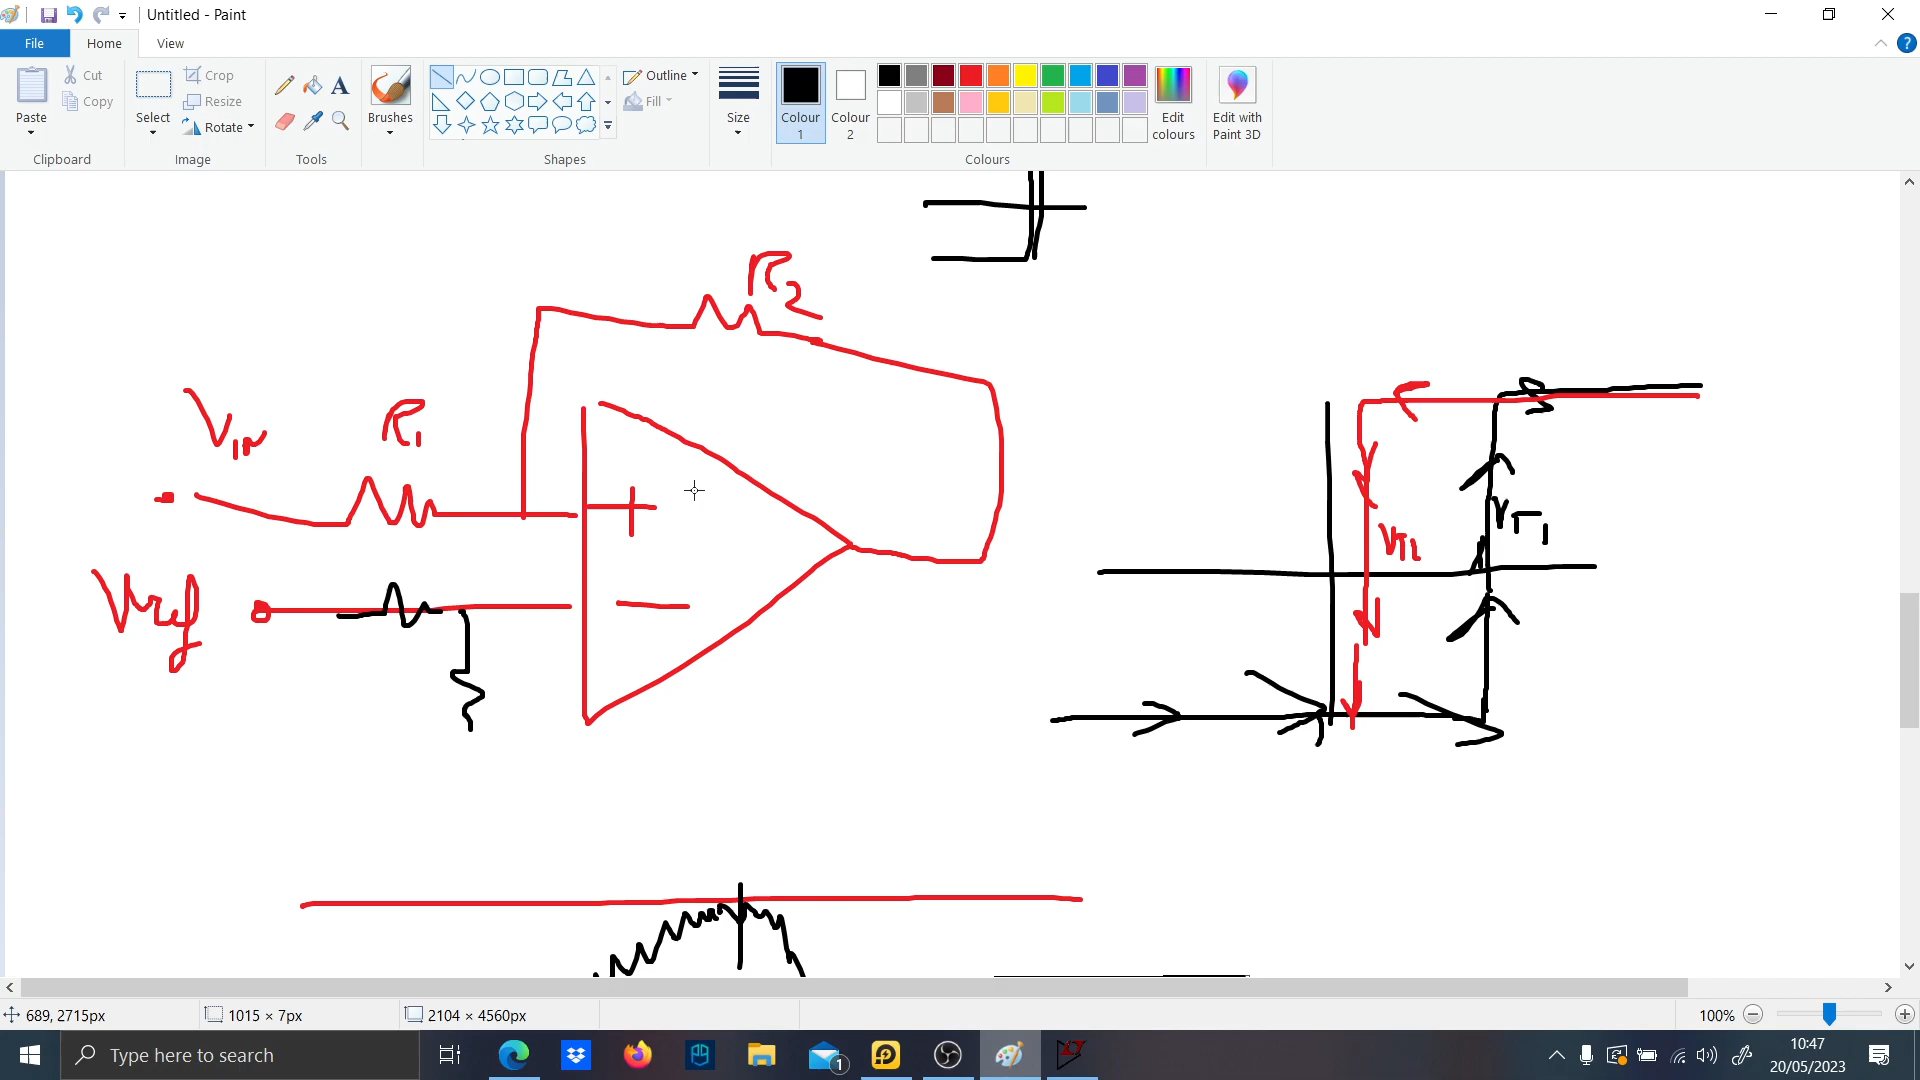 Untitled - Paint
File
Home
View
Paste
Cut
Copy
Clipboard
Select
Crop
Resize
Rotate
Image
Tools
Brushes
Shapes
Outline
Fill
Size
Colour
1
Colour
2
Colours
Edit
colours
Edit with
Paint 3D
R2
Vin
R1
+
Vref
−
VT1
VT2
689, 2715px
1015 × 7px
2104 × 4560px
100%
Type here to search
1
10:47
20/05/2023